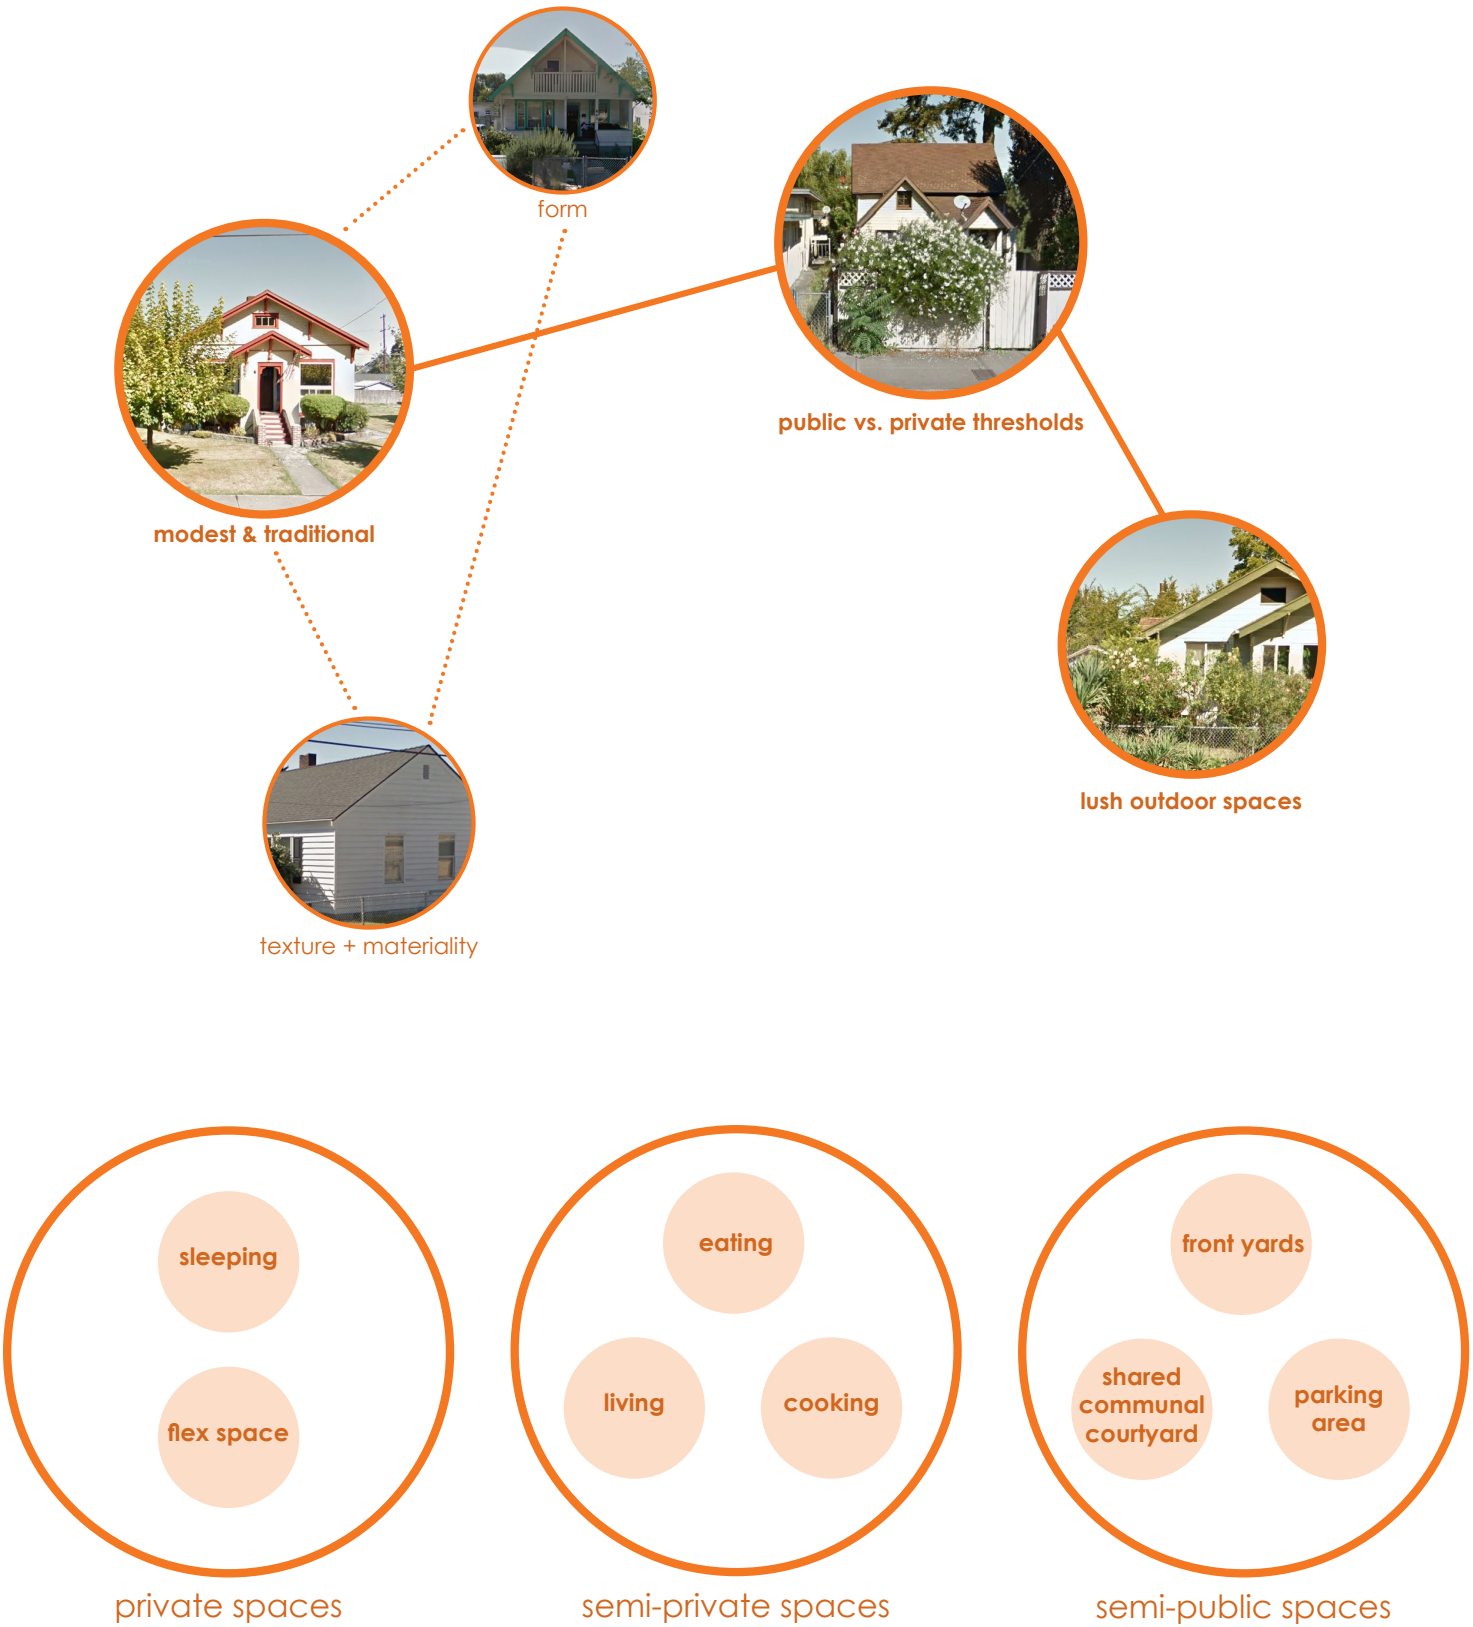 form
public vs. private thresholds
modest & traditional
lush outdoor spaces
texture + materiality
sleeping
flex space
private spaces
eating
living
cooking
semi-private spaces
front yards
shared
communal
courtyard
parking
area
semi-public spaces